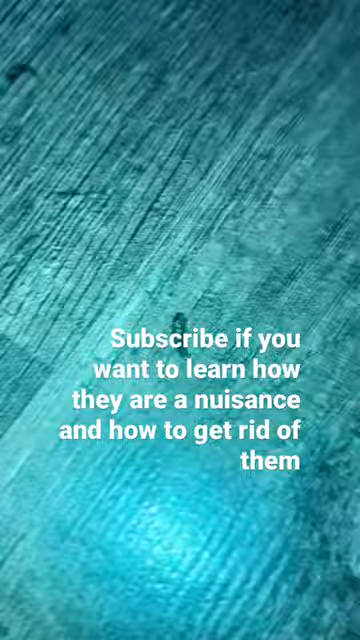 Subscribe if you
want to learn how
they are a nuisance
and how to get rid of
them